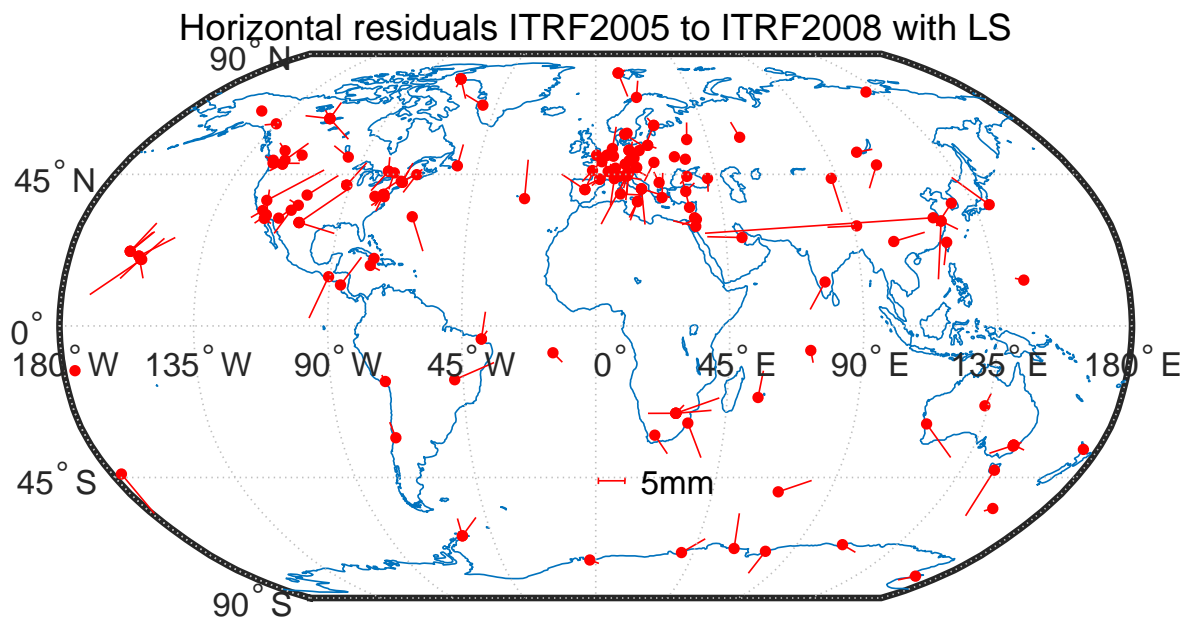 Horizontal residuals ITRF2005 to ITRF2008 with LS
90° N
45° N
0°
180° W 135° W 90° W 45° W 0° 45° E 90° E 135° E 180° E
45° S
5mm
90° S